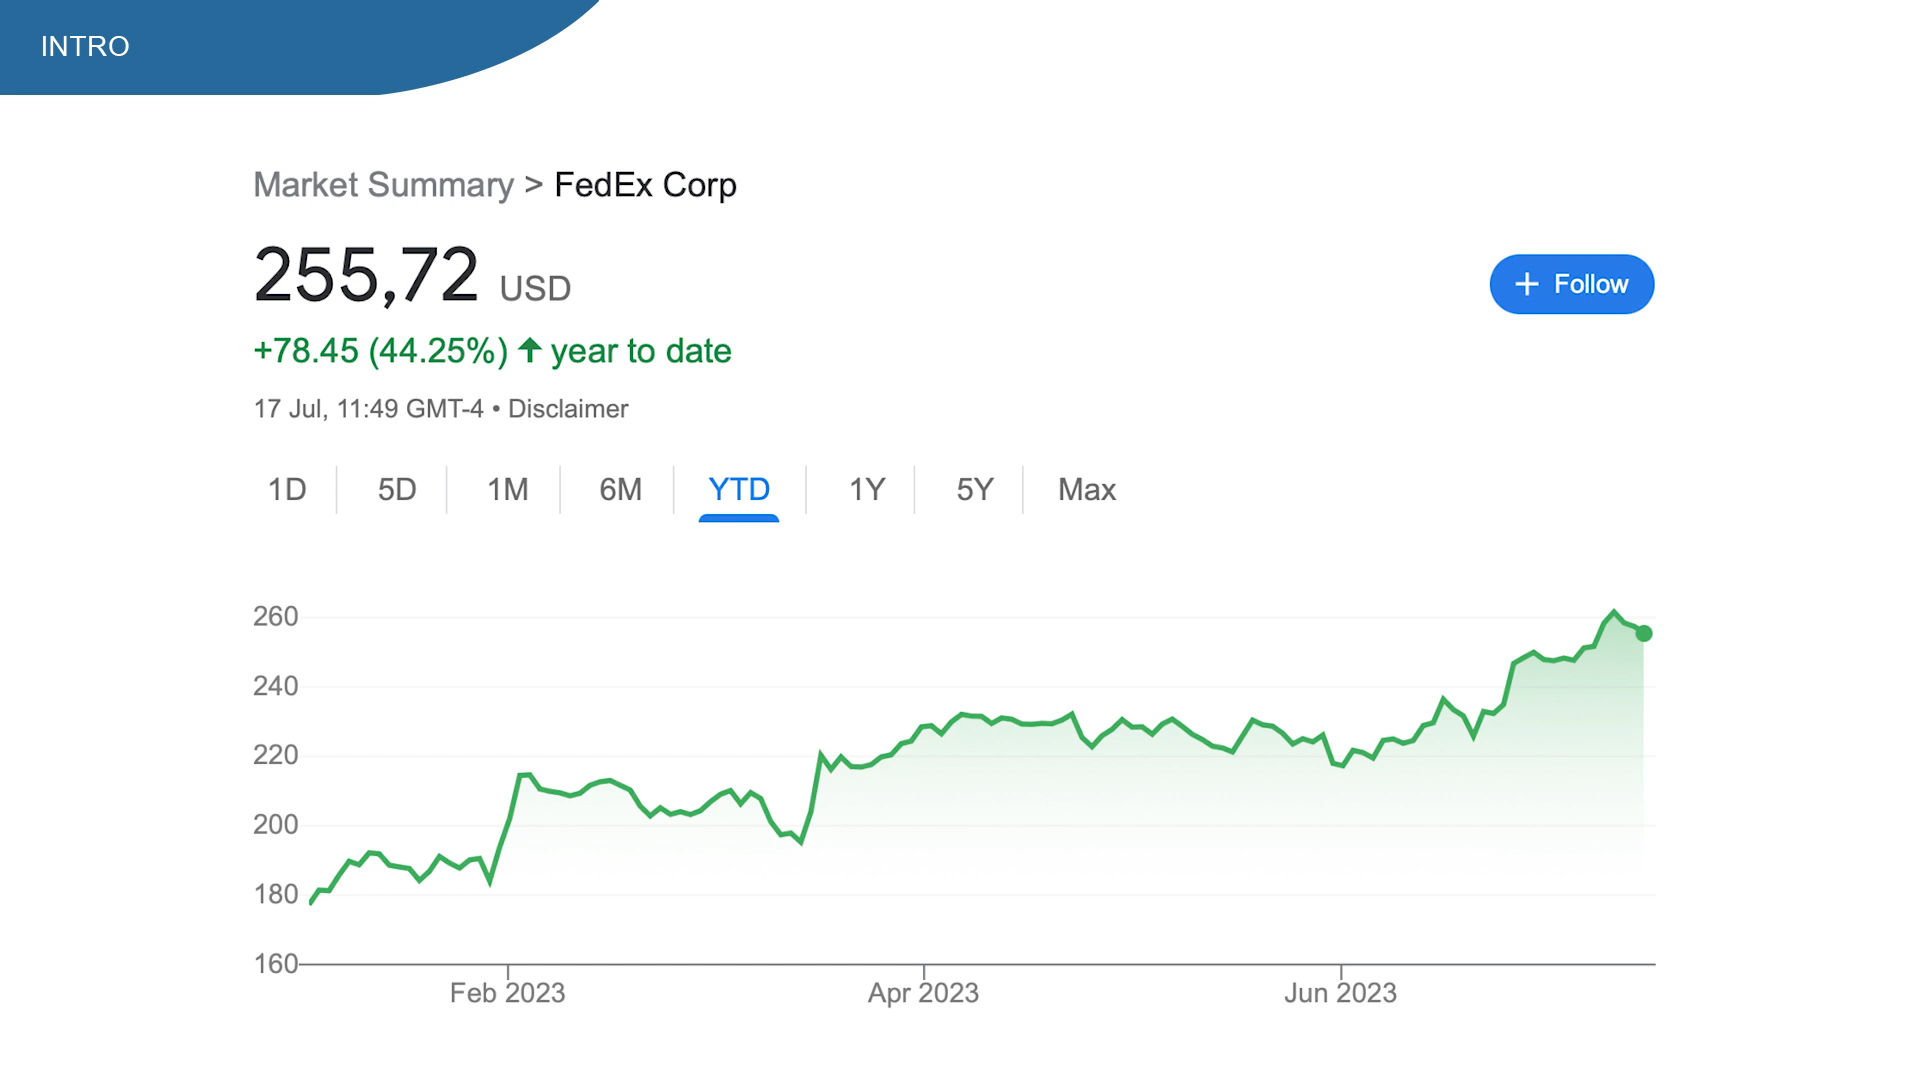 INTRO
Market Summary > FedEx Corp
255,72 USD
+ Follow
+78.45 (44.25%) ↑ year to date
17 Jul, 11:49 GMT-4 • Disclaimer
1D 5D 1M 6M YTD 1Y 5Y Max
260
240
220
200
180
160
Feb 2023 Apr 2023 Jun 2023